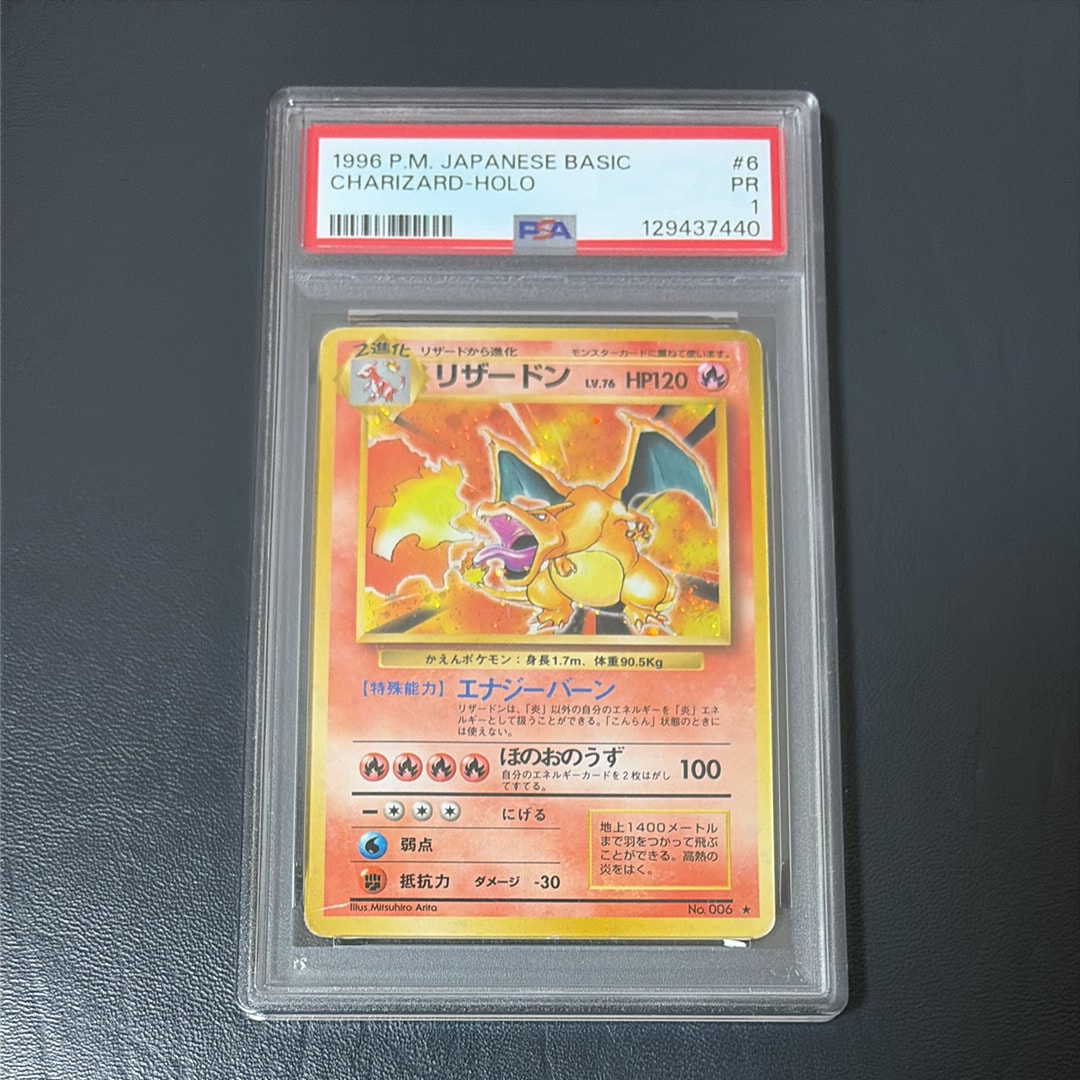 1996 P.M. JAPANESE BASIC #6
CHARIZARD-HOLO PR
1
PSA 129437440
2進化 リザードから進化 モンスターカードに重ねて使います。
リザードン LV.76 HP120
かえんポケモン:身長1.7m、体重90.5Kg
【特殊能力】エナジーバーン
リザードンは、「炎」以外の自分のエネルギーを「炎」エネ
ルギーとして扱うことができる。「こんらん」状態のときに
は使えない。
ほのおのうず 100
自分のエネルギーカードを2枚はがし
てすてる。
ー にげる
弱点
抵抗力 ダメージ -30
地上1400メートル
まで羽をつかって飛ぶ
ことができる。高熱の
炎をはく。
Illus.Mitsuhiro Arita No. 006 ★